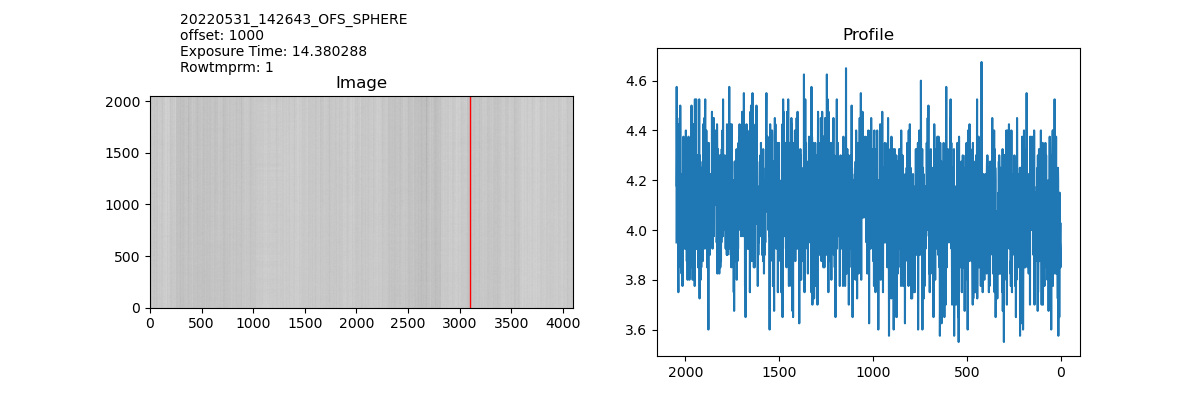 20220531_142643_OFS_SPHERE
offset: 1000
Exposure Time: 14.380288
Rowtmprm: 1
Image
2000
1500
1000
500
0
0 500 1000 1500 2000 2500 3000 3500 4000
Profile
4.6
4.4
4.2
4.0
3.8
3.6
2000 1500 1000 500 0